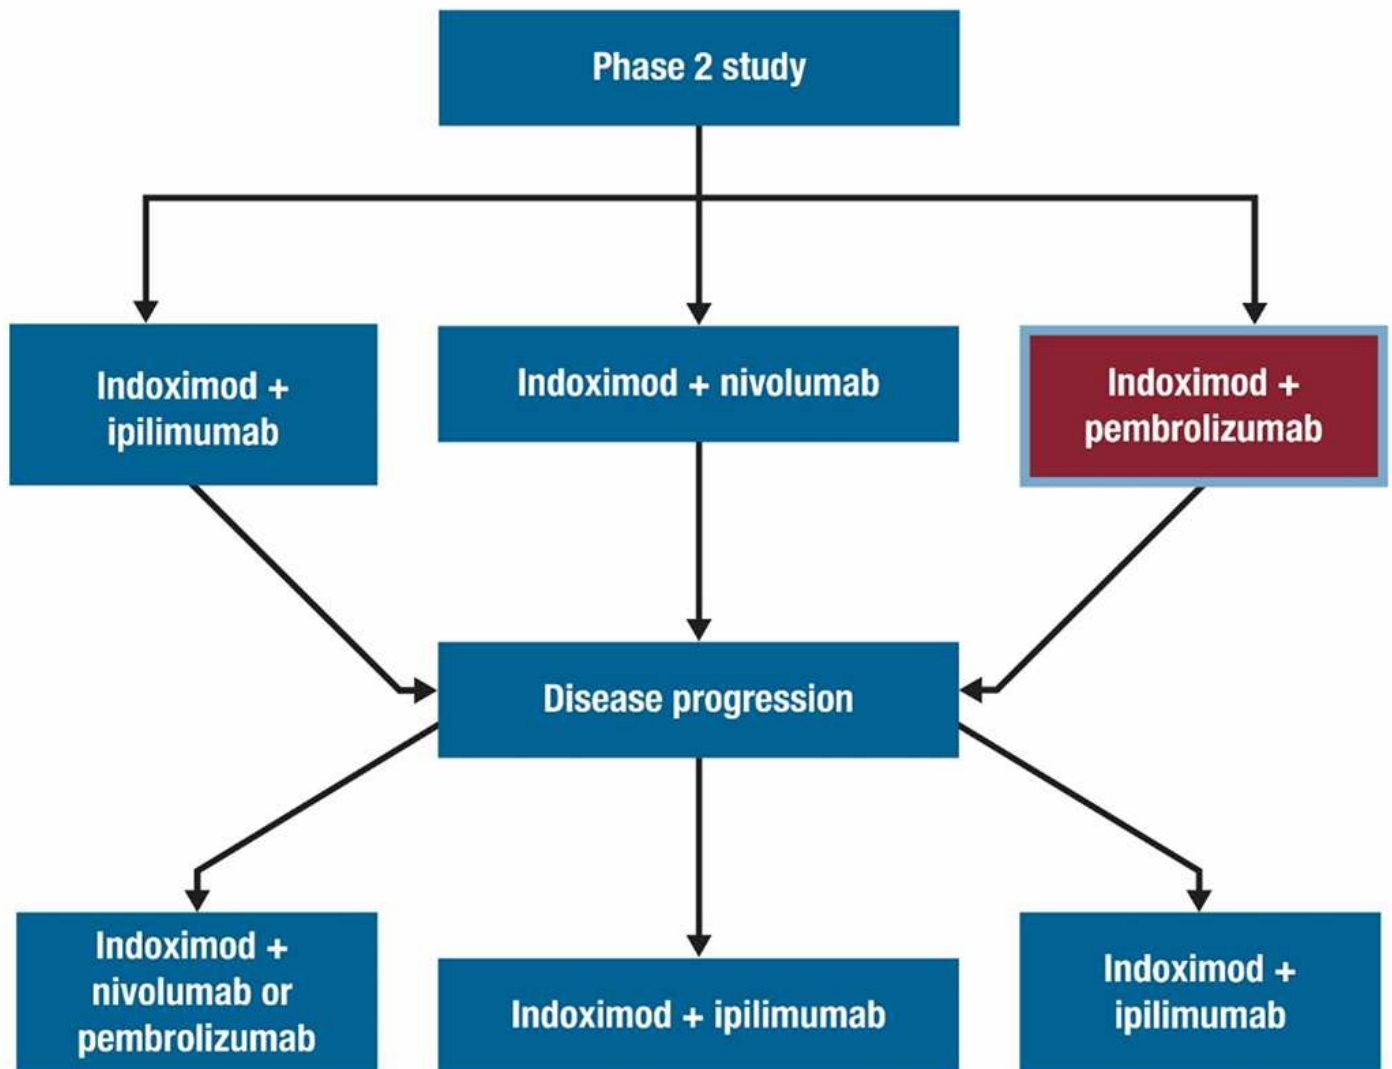 Phase 2 study
Indoximod +
ipilimumab
Indoximod + nivolumab
Indoximod +
pembrolizumab
Disease progression
Indoximod +
nivolumab or
pembrolizumab
Indoximod + ipilimumab
Indoximod +
ipilimumab